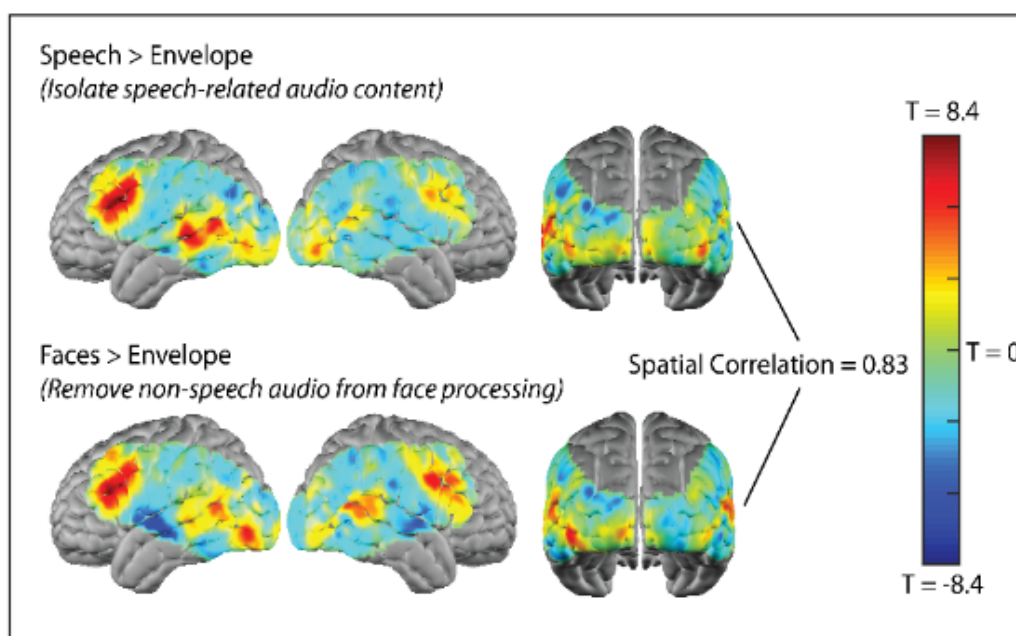 Speech > Envelope
(Isolate speech-related audio content)
T = 8.4
Faces > Envelope
(Remove non-speech audio from face processing)
Spatial Correlation = 0.83
T = 0
T = -8.4